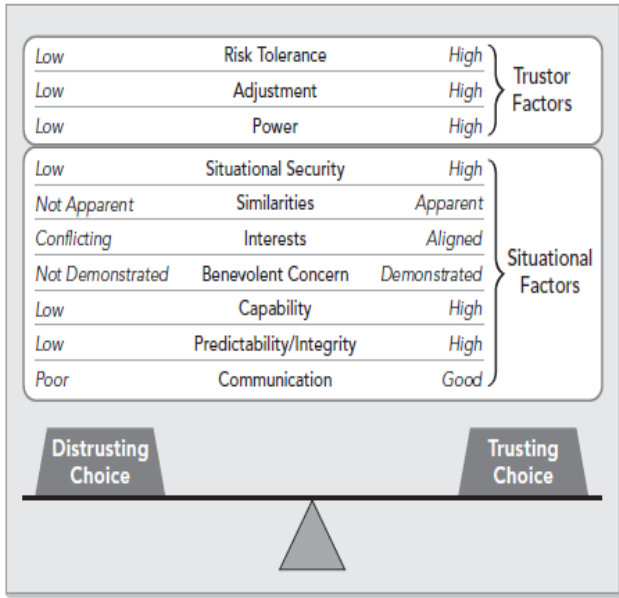 Low Risk Tolerance High
Low Adjustment High
Low Power High
Trustor
Factors
Low Situational Security High
Not Apparent Similarities Apparent
Conflicting Interests Aligned
Not Demonstrated Benevolent Concern Demonstrated
Low Capability High
Low Predictability/Integrity High
Poor Communication Good
Situational
Factors
Distrusting
Choice
Trusting
Choice